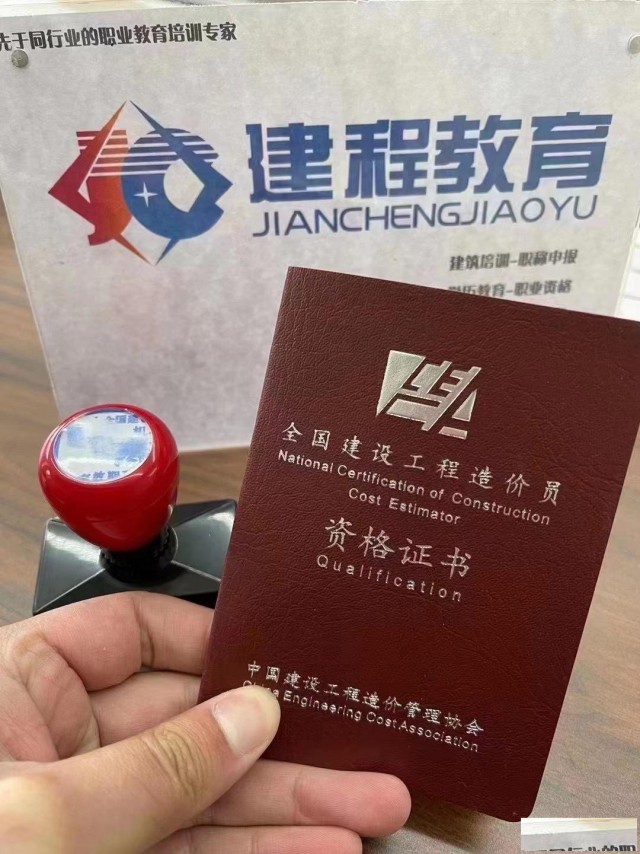 先于同行业的职业教育培训专家
建程教育
JIANCHENGJIAOYU
建筑培训-职称申报
学历教育-职业资格
全国建设工程造价员
National Certification of Construction
Cost Estimator
资格证书
Qualification
中国建设工程造价管理协会
China Engineering Cost Association